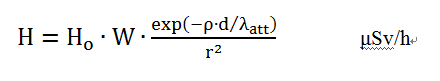 H = Hₒ · W · exp(−ρ·d/λₐₜₜ) / r² μSv/h